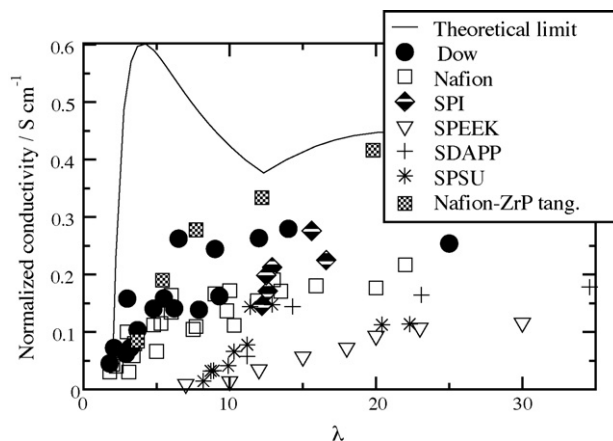 Normalized conductivity / S cm⁻¹
0.6
0.5
0.4
0.3
0.2
0.1
0
0
10
20
30
λ
Theoretical limit
Dow
Nafion
SPI
SPEEK
SDAPP
SPSU
Nafion-ZrP tang.